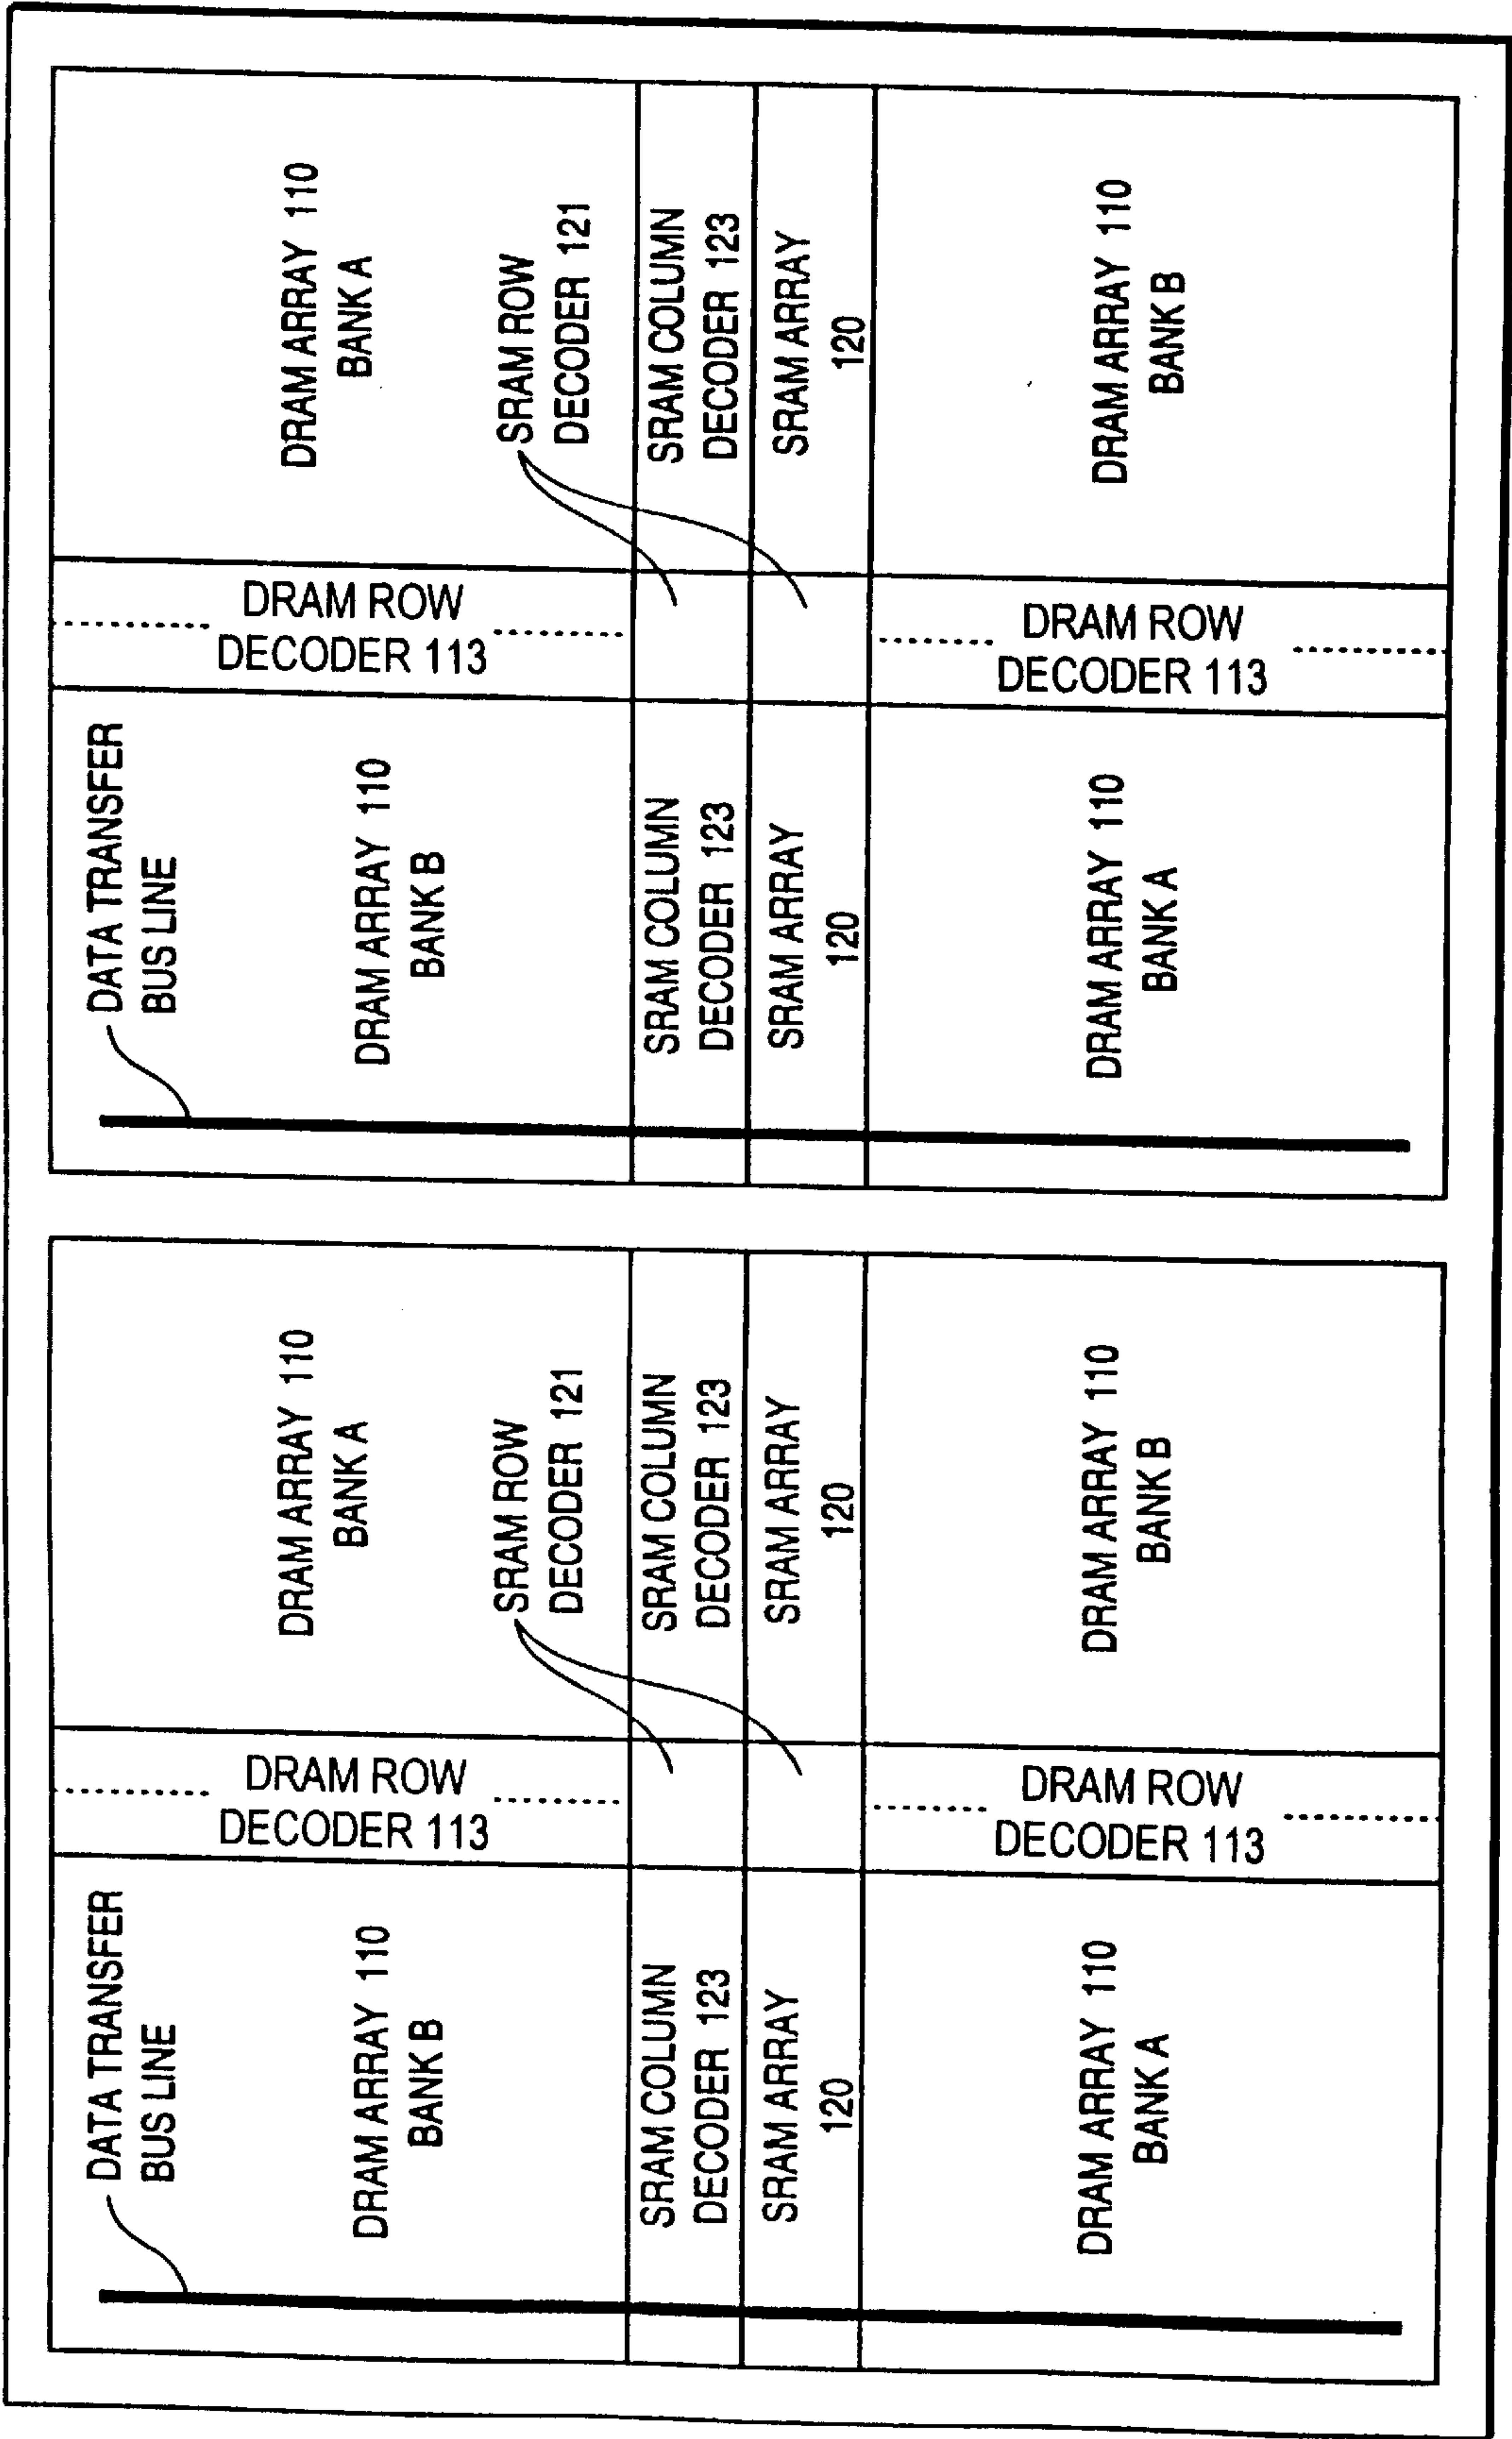 DATA TRANSFER
BUS LINE
DRAM ARRAY 110
BANK B
DRAM ROW
DECODER 113
DRAM ARRAY 110
BANK A
SRAM ROW
DECODER 121
SRAM COLUMN
DECODER 123
SRAM COLUMN
DECODER 123
SRAM ARRAY
120
SRAM ARRAY
120
DRAM ARRAY 110
BANK A
DRAM ROW
DECODER 113
DRAM ARRAY 110
BANK B
DATA TRANSFER
BUS LINE
DRAM ARRAY 110
BANK B
DRAM ROW
DECODER 113
DRAM ARRAY 110
BANK A
SRAM ROW
DECODER 121
SRAM COLUMN
DECODER 123
SRAM COLUMN
DECODER 123
SRAM ARRAY
120
SRAM ARRAY
120
DRAM ARRAY 110
BANK A
DRAM ROW
DECODER 113
DRAM ARRAY 110
BANK B